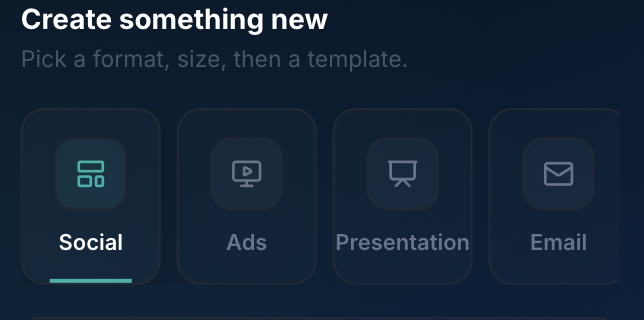 Create something new
Pick a format, size, then a template.
Social
Ads
Presentation
Email